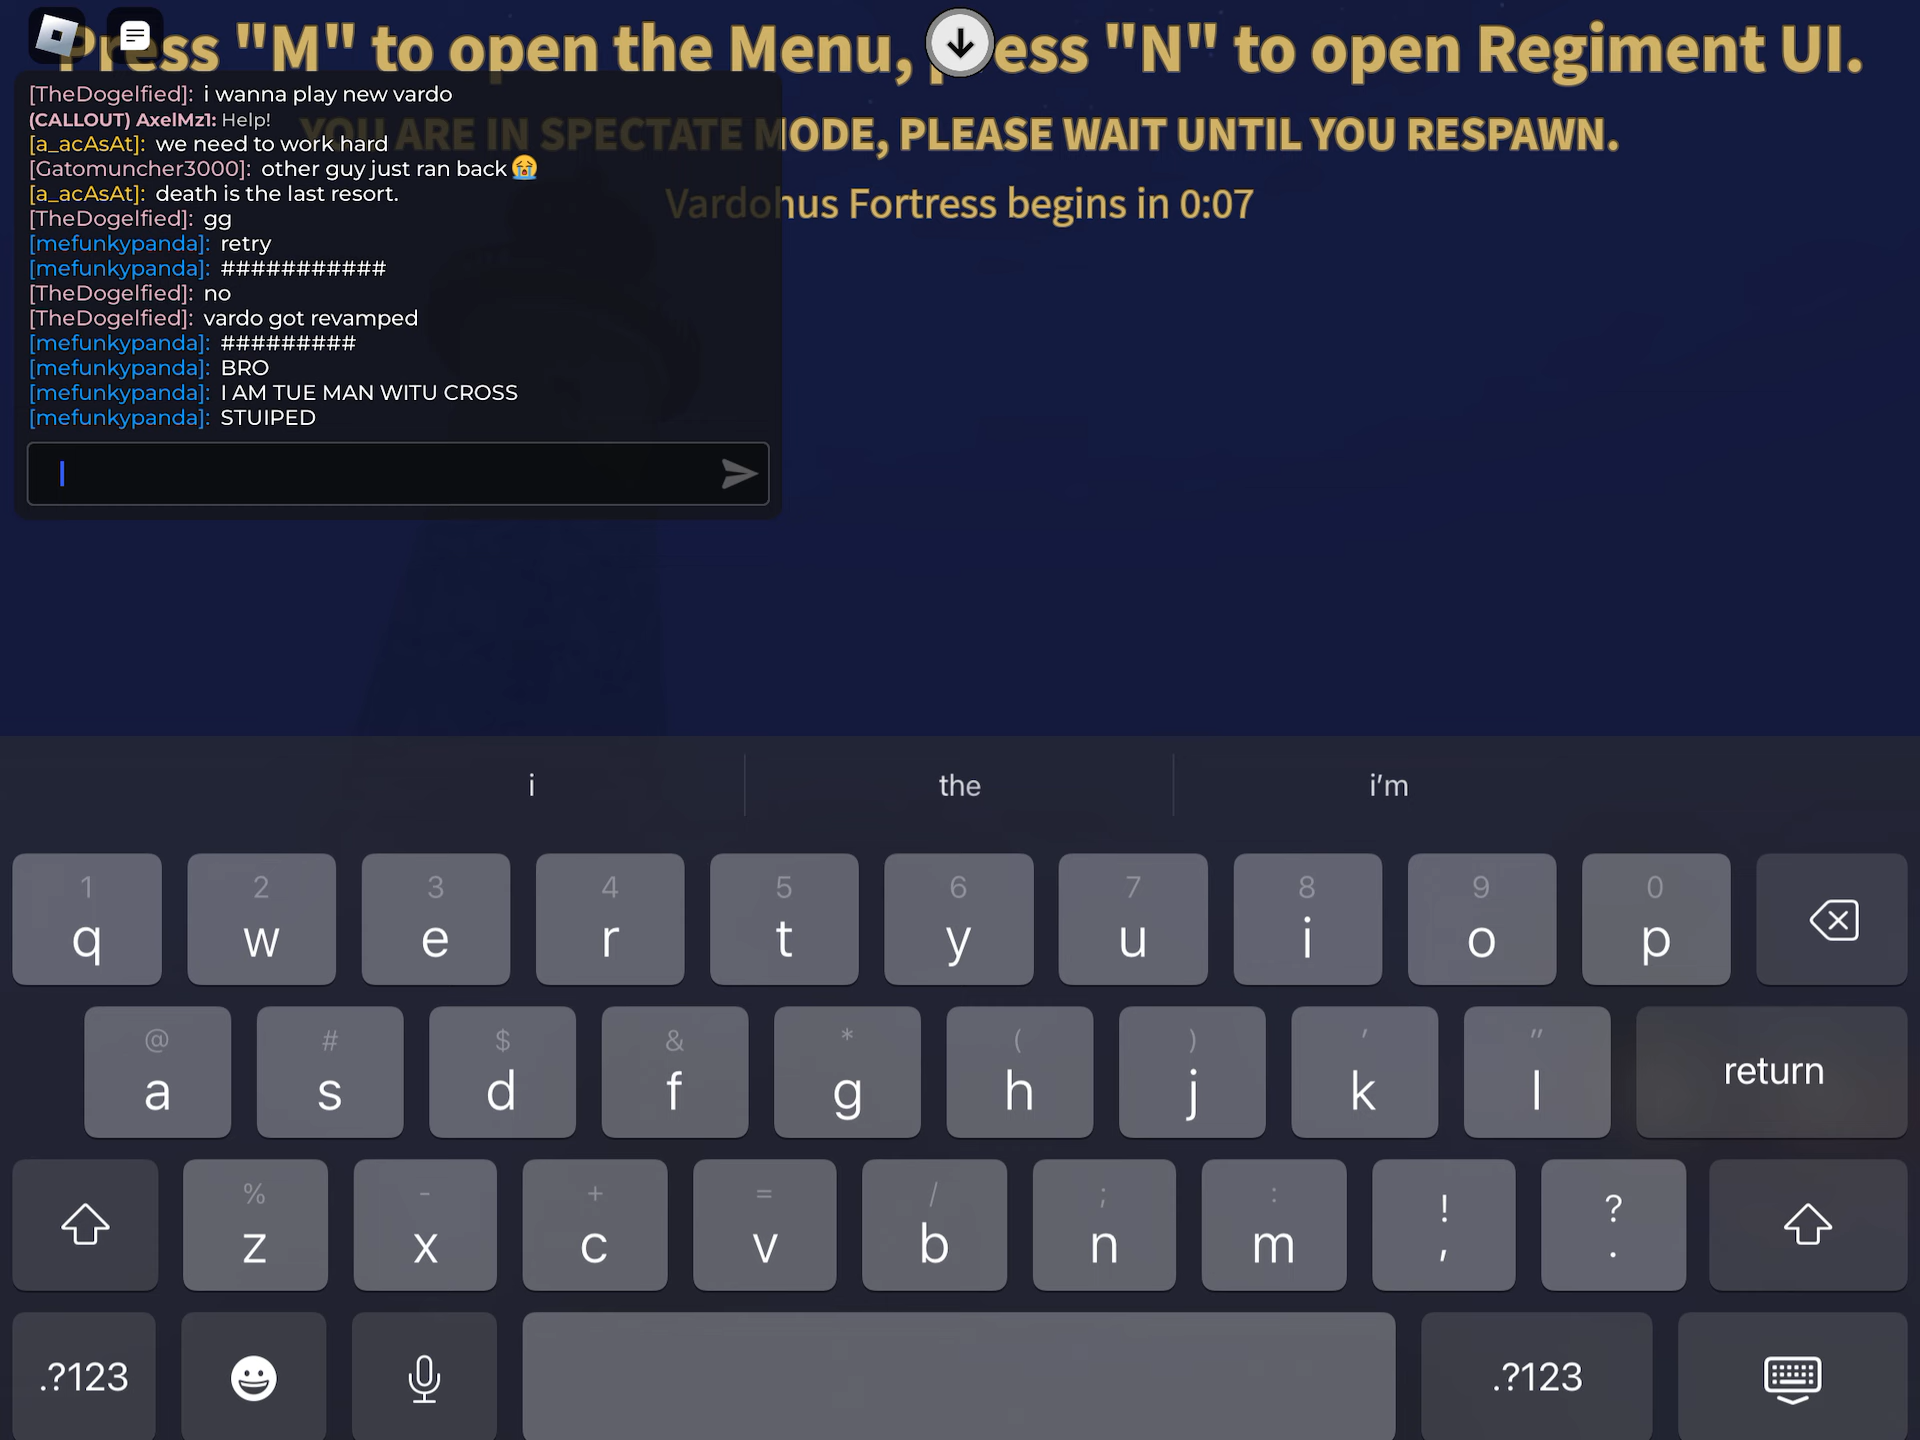 Press "M" to open the Menu, press "N" to open Regiment UI.
YOU ARE IN SPECTATE MODE, PLEASE WAIT UNTIL YOU RESPAWN.
Vardohus Fortress begins in 0:07
[TheDogelfied]: i wanna play new vardo
(CALLOUT) AxelMz1: Help!
[a_acAsAt]: we need to work hard
[Gatomuncher3000]: other guy just ran back 😭
[a_acAsAt]: death is the last resort.
[TheDogelfied]: gg
[mefunkypanda]: retry
[mefunkypanda]: ###########
[TheDogelfied]: no
[TheDogelfied]: vardo got revamped
[mefunkypanda]: #########
[mefunkypanda]: BRO
[mefunkypanda]: I AM TUE MAN WITU CROSS
[mefunkypanda]: STUIPED
i the i'm
1 2 3 4 5 6 7 8 9 0
q w e r t y u i o p
@ # $ & * ( ) ' "
a s d f g h j k l return
% - + = / ; : ! ?
z x c v b n m , .
.?123 .?123